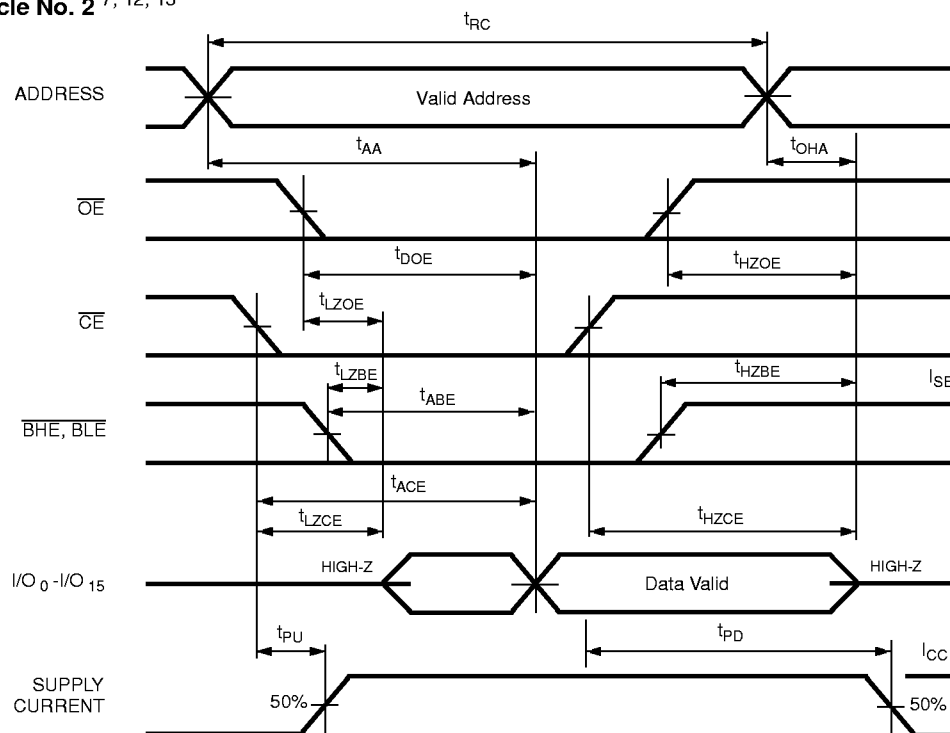 cle No. 2 7, 12, 13
tRC
ADDRESS
Valid Address
tAA
tOHA
OE
tDOE
tHZOE
tLZOE
CE
tLZBE
tHZBE
tABE
BHE, BLE
tACE
tLZCE
tHZCE
HIGH-Z
HIGH-Z
I/O 0 -I/O 15
Data Valid
tPU
tPD
ICC
SUPPLY
CURRENT
50%
50%